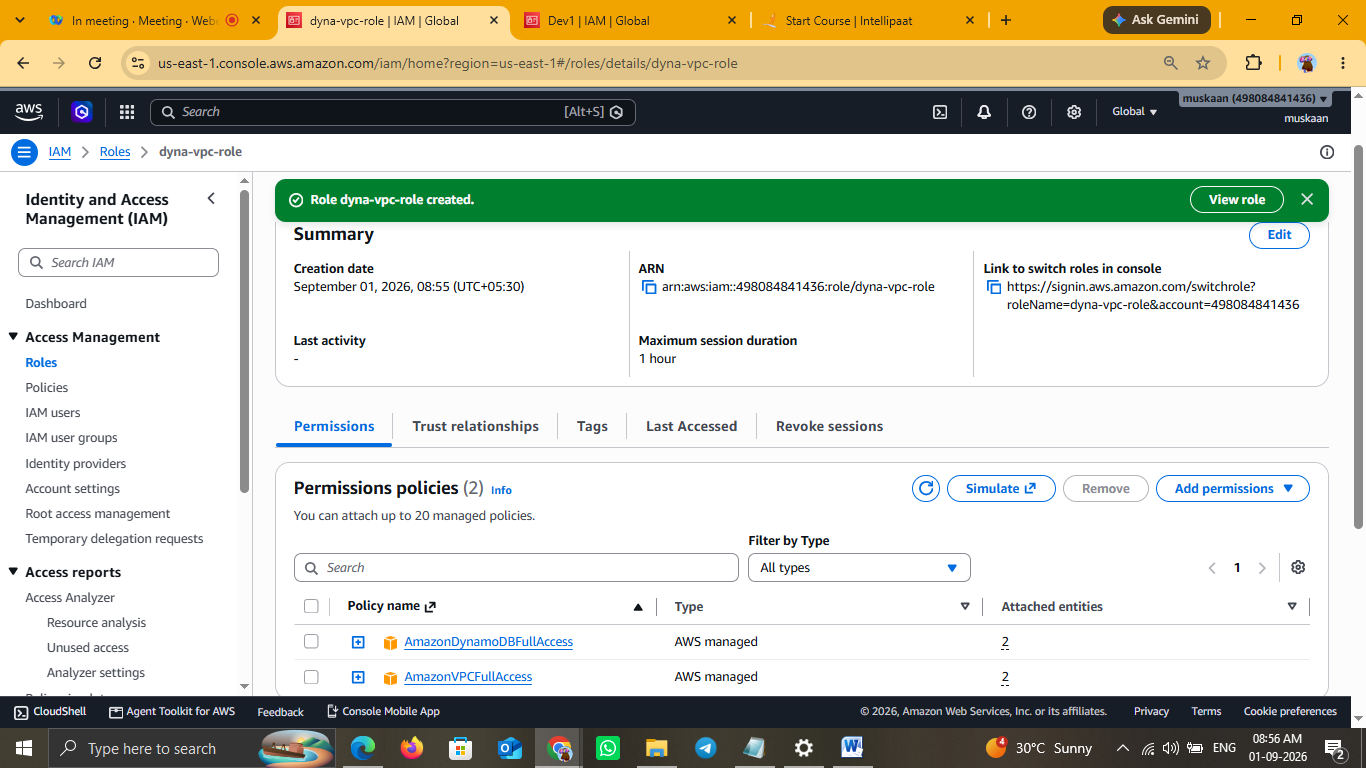 In meeting · Meeting · Web
dyna-vpc-role | IAM | Global
Dev1 | IAM | Global
Start Course | Intellipaat
Ask Gemini
us-east-1.console.aws.amazon.com/iam/home?region=us-east-1#/roles/details/dyna-vpc-role
aws
Search
[Alt+S]
Global
muskaan (498084841436)
muskaan
IAM
Roles
dyna-vpc-role
Identity and Access
Management (IAM)
Search IAM
Dashboard
Access Management
Roles
Policies
IAM users
IAM user groups
Identity providers
Account settings
Root access management
Temporary delegation requests
Access reports
Access Analyzer
Resource analysis
Unused access
Analyzer settings
Role dyna-vpc-role created.
View role
Summary
Edit
Creation date
September 01, 2026, 08:55 (UTC+05:30)
ARN
arn:aws:iam::498084841436:role/dyna-vpc-role
Link to switch roles in console
https://signin.aws.amazon.com/switchrole?
roleName=dyna-vpc-role&account=498084841436
Last activity
-
Maximum session duration
1 hour
Permissions
Trust relationships
Tags
Last Accessed
Revoke sessions
Permissions policies (2) Info
Simulate
Remove
Add permissions
You can attach up to 20 managed policies.
Filter by Type
Search
All types
1
Policy name
Type
Attached entities
AmazonDynamoDBFullAccess
AWS managed
2
AmazonVPCFullAccess
AWS managed
2
CloudShell
Agent Toolkit for AWS
Feedback
Console Mobile App
© 2026, Amazon Web Services, Inc. or its affiliates.
Privacy
Terms
Cookie preferences
Type here to search
4
30°C Sunny
ENG
08:56 AM
01-09-2026
2